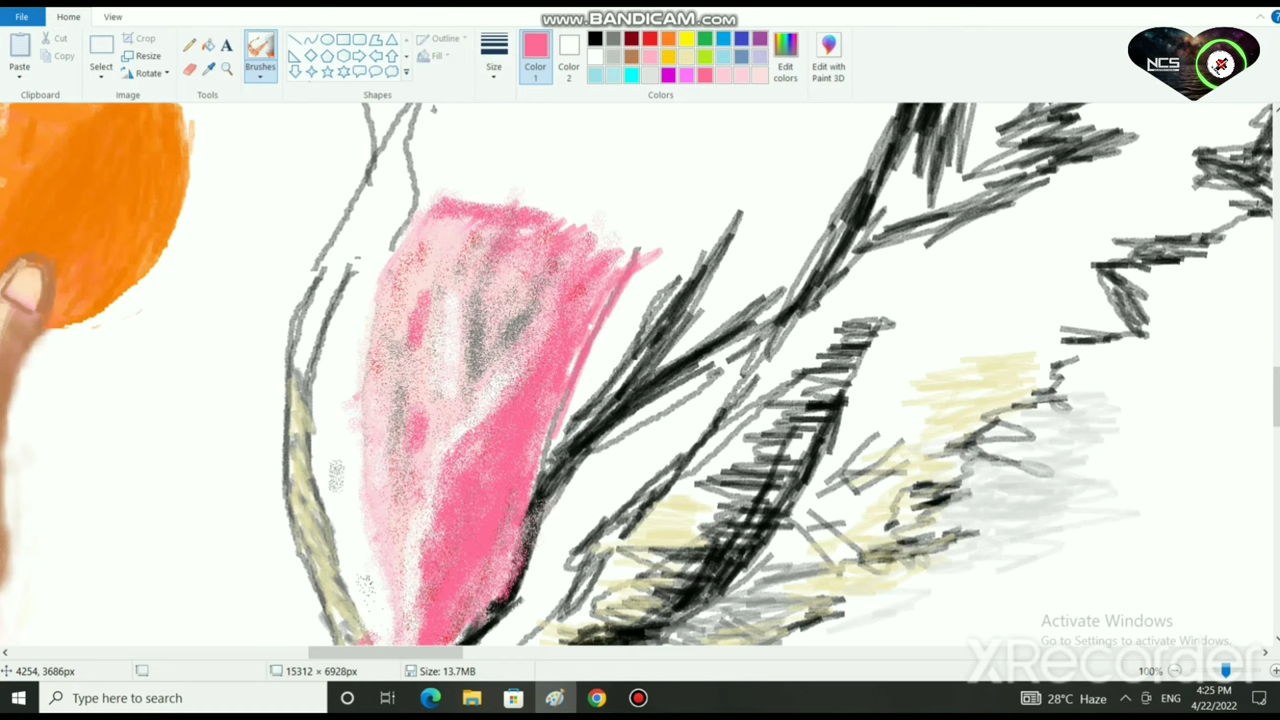 www.BANDICAM.com
File
Home
View
Paste
Cut
Copy
Clipboard
Select
Crop
Resize
Rotate
Image
Tools
Brushes
Shapes
Outline
Fill
Size
Color
1
Color
2
Colors
Edit
colors
Edit with
Paint 3D
NCS
Activate Windows
Go to Settings to activate Windows.
XRecorder
4254, 3686px
15312 × 6928px
Size: 13.7MB
100%
Type here to search
28°C Haze
ENG
4:25 PM
4/22/2022